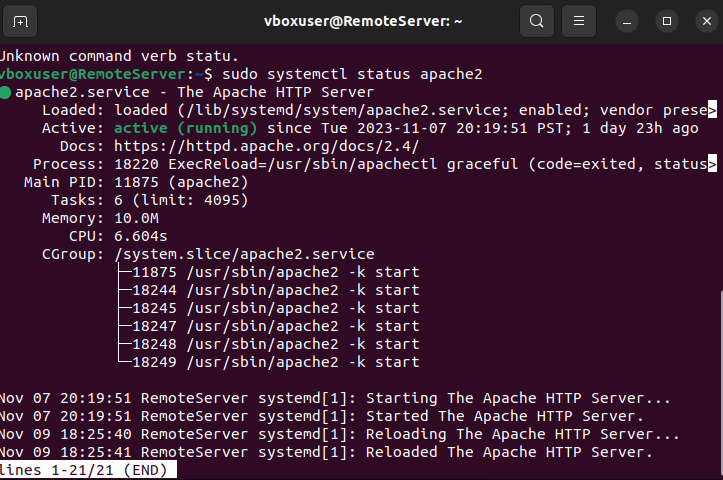 vboxuser@RemoteServer: ~
Unknown command verb statu.
vboxuser@RemoteServer:~$ sudo systemctl status apache2
● apache2.service - The Apache HTTP Server
Loaded: loaded (/lib/systemd/system/apache2.service; enabled; vendor prese>
Active: active (running) since Tue 2023-11-07 20:19:51 PST; 1 day 23h ago
Docs: https://httpd.apache.org/docs/2.4/
Process: 18220 ExecReload=/usr/sbin/apachectl graceful (code=exited, status>
Main PID: 11875 (apache2)
Tasks: 6 (limit: 4095)
Memory: 10.0M
CPU: 6.604s
CGroup: /system.slice/apache2.service
├─11875 /usr/sbin/apache2 -k start
├─18244 /usr/sbin/apache2 -k start
├─18245 /usr/sbin/apache2 -k start
├─18247 /usr/sbin/apache2 -k start
├─18248 /usr/sbin/apache2 -k start
└─18249 /usr/sbin/apache2 -k start
Nov 07 20:19:51 RemoteServer systemd[1]: Starting The Apache HTTP Server...
Nov 07 20:19:51 RemoteServer systemd[1]: Started The Apache HTTP Server.
Nov 09 18:25:40 RemoteServer systemd[1]: Reloading The Apache HTTP Server...
Nov 09 18:25:41 RemoteServer systemd[1]: Reloaded The Apache HTTP Server.
lines 1-21/21 (END)